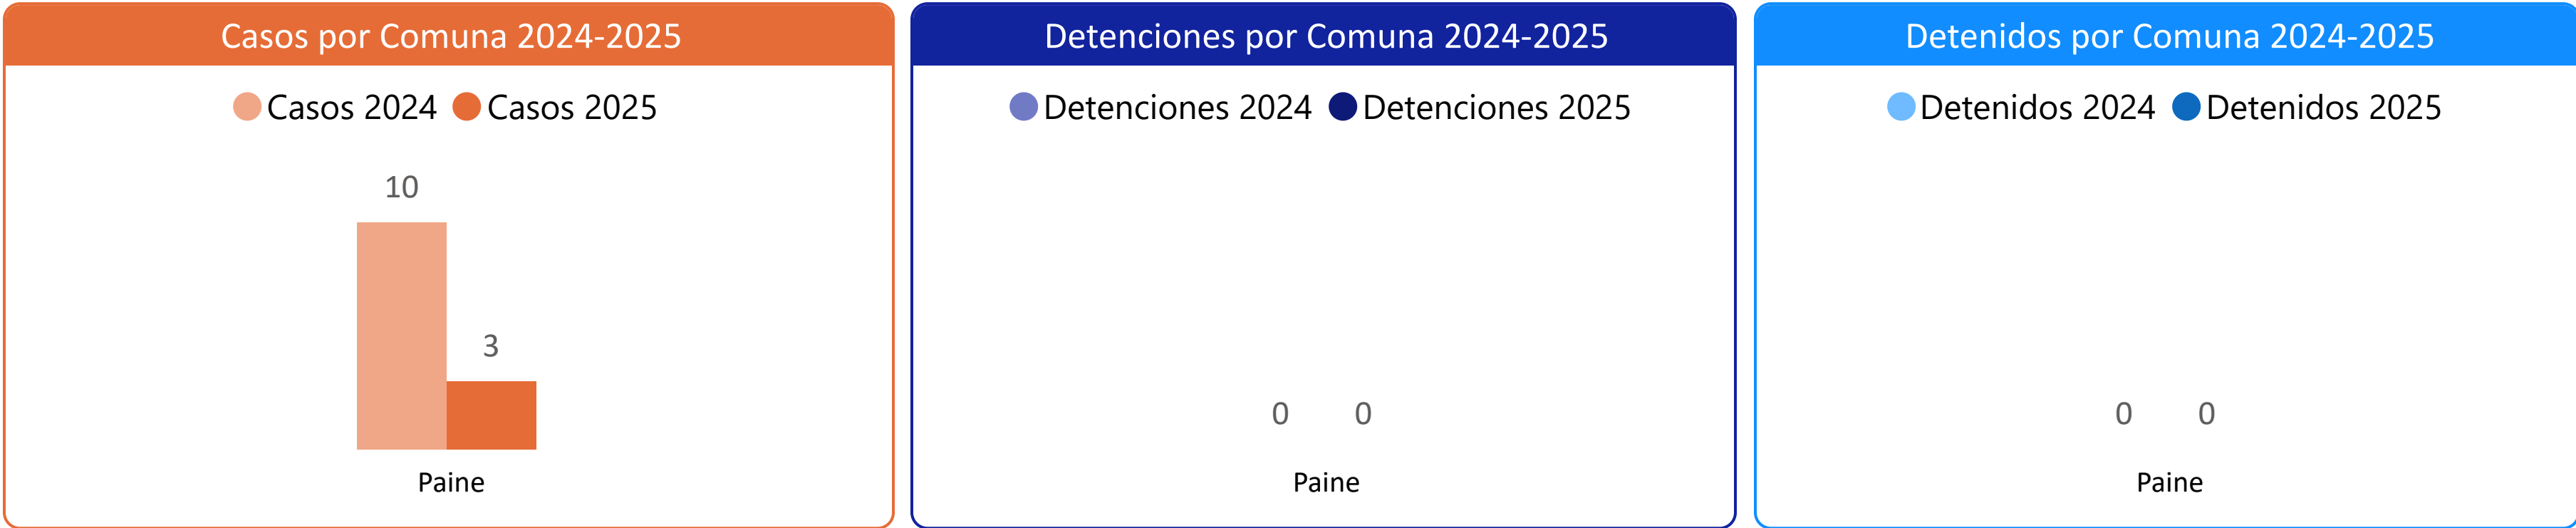 Casos por Comuna 2024-2025
Casos 2024 Casos 2025
10
3
Paine
Detenciones por Comuna 2024-2025
Detenciones 2024 Detenciones 2025
0 0
Paine
Detenidos por Comuna 2024-2025
Detenidos 2024 Detenidos 2025
0 0
Paine